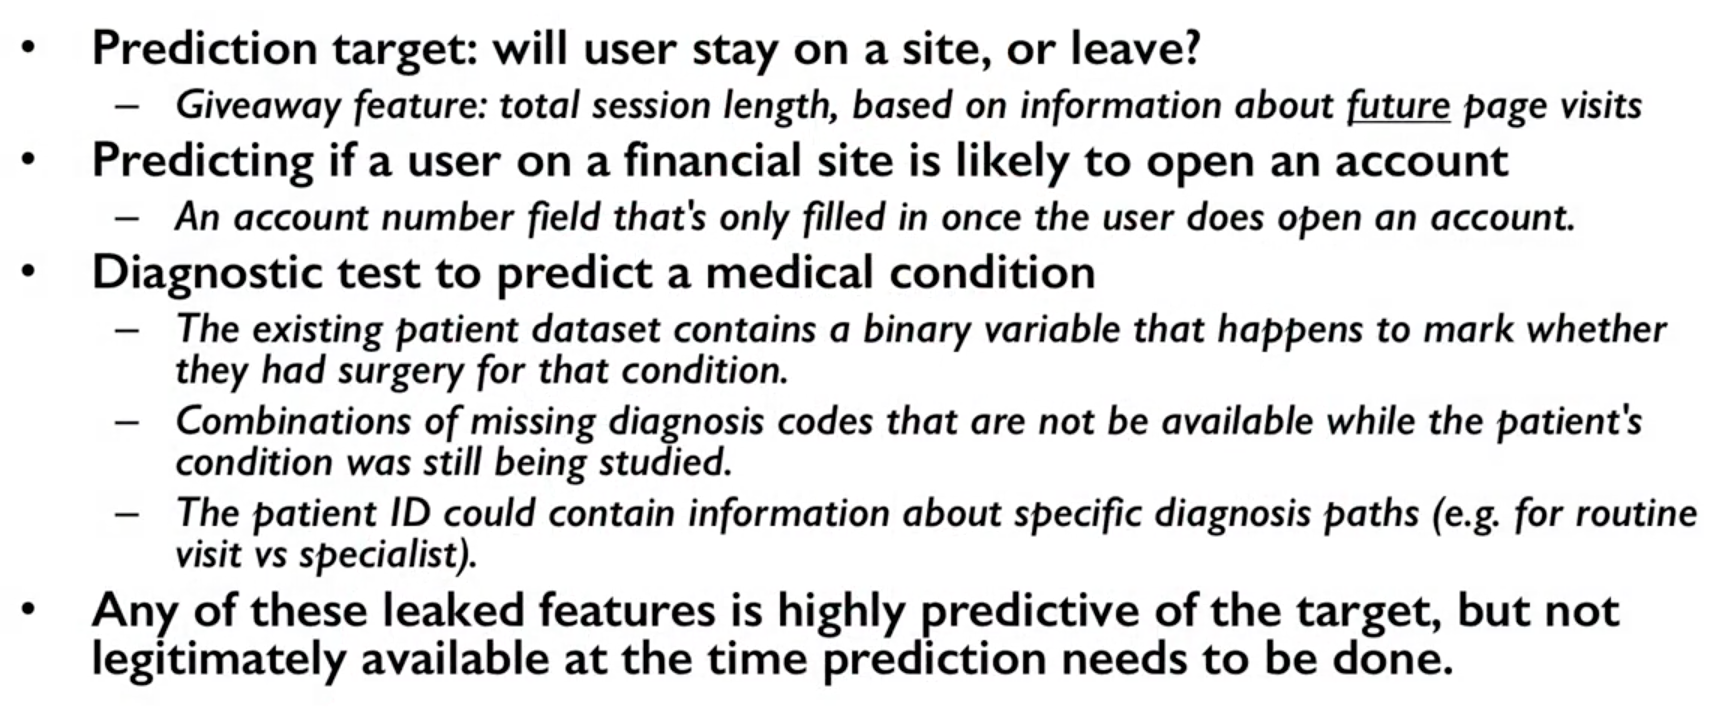 • Prediction target: will user stay on a site, or leave?
– Giveaway feature: total session length, based on information about future page visits
• Predicting if a user on a financial site is likely to open an account
– An account number field that's only filled in once the user does open an account.
• Diagnostic test to predict a medical condition
– The existing patient dataset contains a binary variable that happens to mark whether
they had surgery for that condition.
– Combinations of missing diagnosis codes that are not be available while the patient's
condition was still being studied.
– The patient ID could contain information about specific diagnosis paths (e.g. for routine
visit vs specialist).
• Any of these leaked features is highly predictive of the target, but not
legitimately available at the time prediction needs to be done.